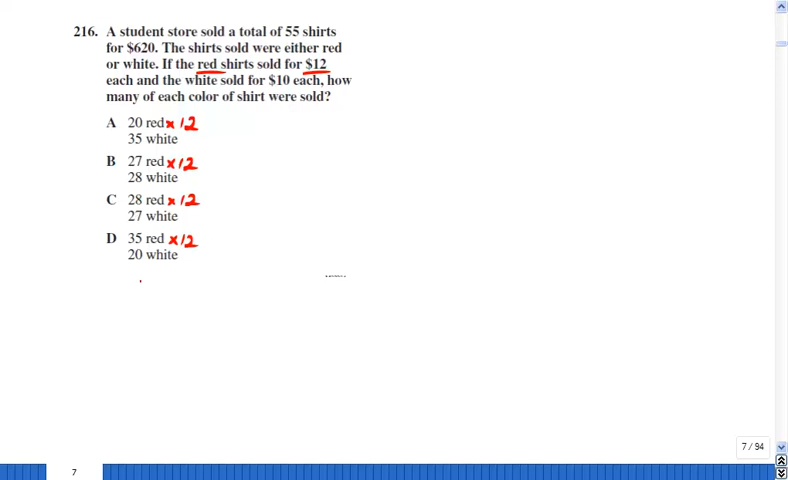 216. A student store sold a total of 55 shirts
for $620. The shirts sold were either red
or white. If the red shirts sold for $12
each and the white sold for $10 each, how
many of each color of shirt were sold?
A 20 red x 12
35 white
B 27 red x 12
28 white
C 28 red x 12
27 white
D 35 red x 12
20 white
7 / 94
7